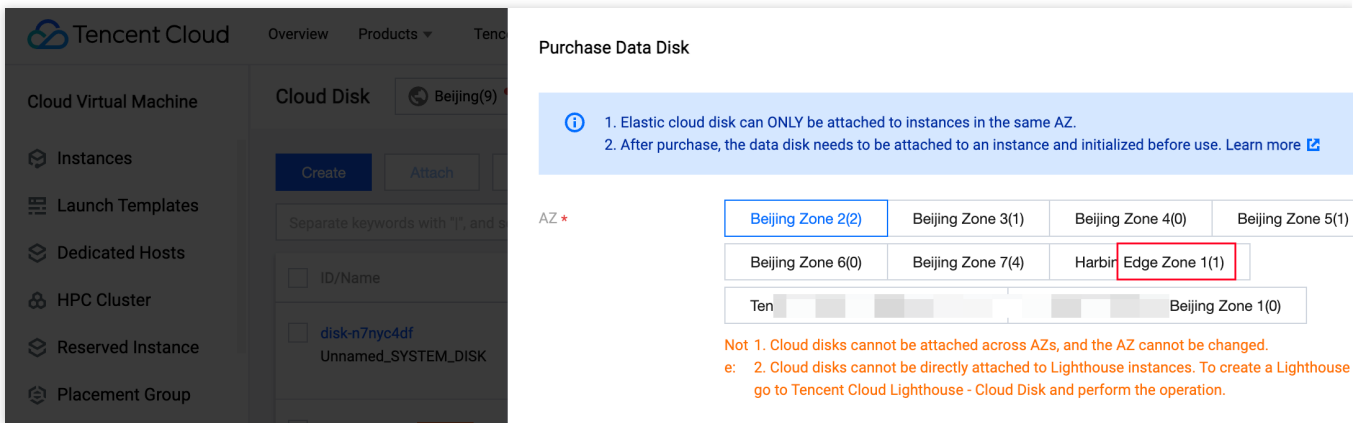 Tencent Cloud
Overview
Products
Cloud Virtual Machine
Instances
Launch Templates
Dedicated Hosts
HPC Cluster
Reserved Instance
Placement Group
Cloud Disk
Beijing(9)
Create
Attach
Separate keywords with "|", and
ID/Name
disk-n7nyc4df
Unnamed_SYSTEM_DISK
Purchase Data Disk
1. Elastic cloud disk can ONLY be attached to instances in the same AZ.
2. After purchase, the data disk needs to be attached to an instance and initialized before use. Learn more
AZ *
Beijing Zone 2(2)
Beijing Zone 3(1)
Beijing Zone 4(0)
Beijing Zone 5(1)
Beijing Zone 6(0)
Beijing Zone 7(4)
Harbin Edge Zone 1(1)
Ten
Beijing Zone 1(0)
Not 1. Cloud disks cannot be attached across AZs, and the AZ cannot be changed.
e: 2. Cloud disks cannot be directly attached to Lighthouse instances. To create a Lighthouse
go to Tencent Cloud Lighthouse - Cloud Disk and perform the operation.